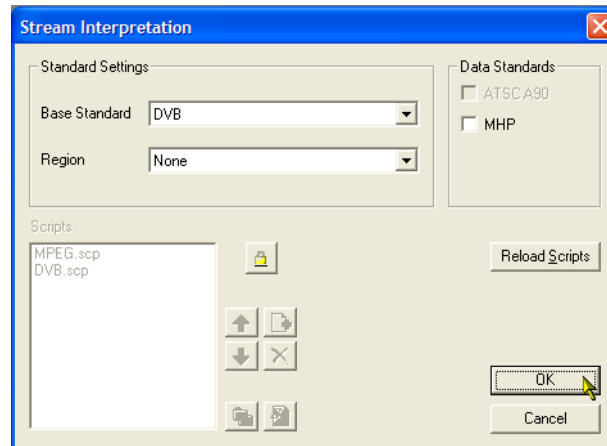 Stream Interpretation
Standard Settings
Base Standard DVB
Region None
Data Standards
ATSC A90
MHP
Scripts
MPEG.scp
DVB.scp
Reload Scripts
OK
Cancel